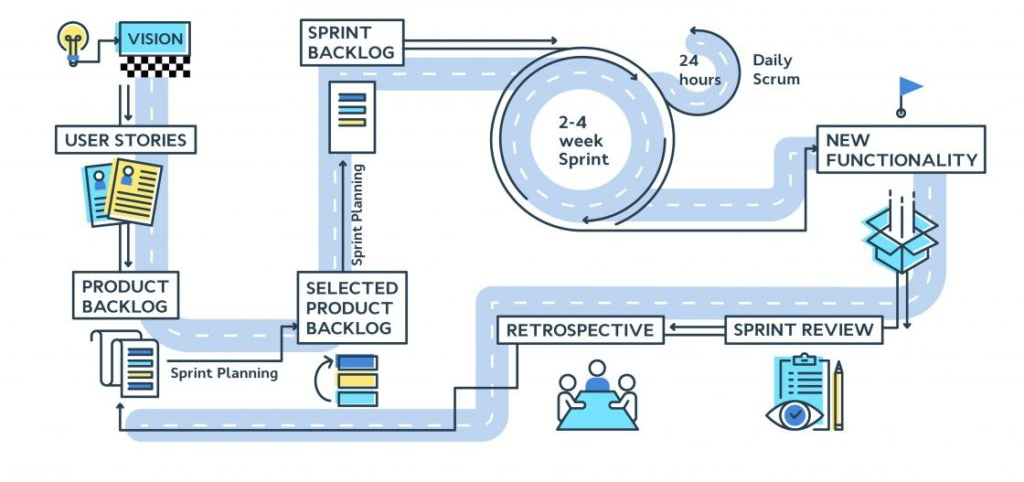 VISION
USER STORIES
PRODUCT
BACKLOG
Sprint Planning
SELECTED
PRODUCT
BACKLOG
Sprint Planning
SPRINT
BACKLOG
2-4
week
Sprint
24
hours
Daily
Scrum
NEW
FUNCTIONALITY
SPRINT REVIEW
RETROSPECTIVE